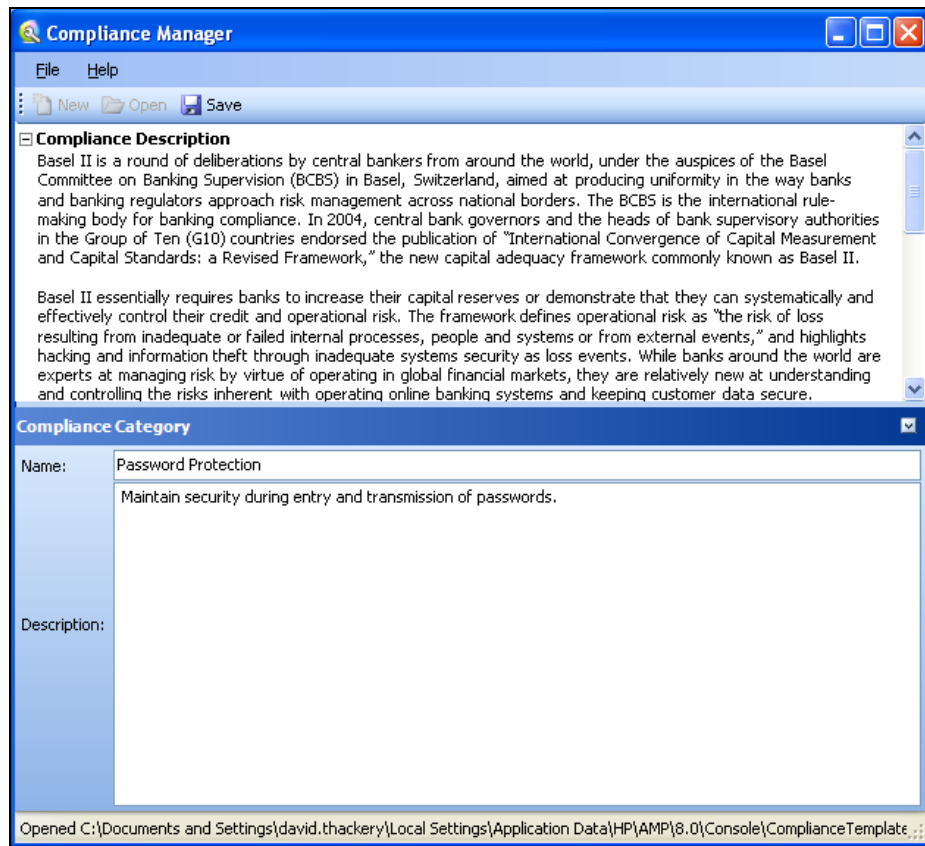 Compliance Manager
File Help
New Open Save
Compliance Description
Basel II is a round of deliberations by central bankers from around the world, under the auspices of the Basel
Committee on Banking Supervision (BCBS) in Basel, Switzerland, aimed at producing uniformity in the way banks
and banking regulators approach risk management across national borders. The BCBS is the international rule-
making body for banking compliance. In 2004, central bank governors and the heads of bank supervisory authorities
in the Group of Ten (G10) countries endorsed the publication of "International Convergence of Capital Measurement
and Capital Standards: a Revised Framework," the new capital adequacy framework commonly known as Basel II.
Basel II essentially requires banks to increase their capital reserves or demonstrate that they can systematically and
effectively control their credit and operational risk. The framework defines operational risk as "the risk of loss
resulting from inadequate or failed internal processes, people and systems or from external events," and highlights
hacking and information theft through inadequate systems security as loss events. While banks around the world are
experts at managing risk by virtue of operating in global financial markets, they are relatively new at understanding
and controlling the risks inherent with operating online banking systems and keeping customer data secure.
Compliance Category
Name: Password Protection
Maintain security during entry and transmission of passwords.
Description:
Opened C:\Documents and Settings\david.thackery\Local Settings\Application Data\HP\AMP\8.0\Console\ComplianceTemplate